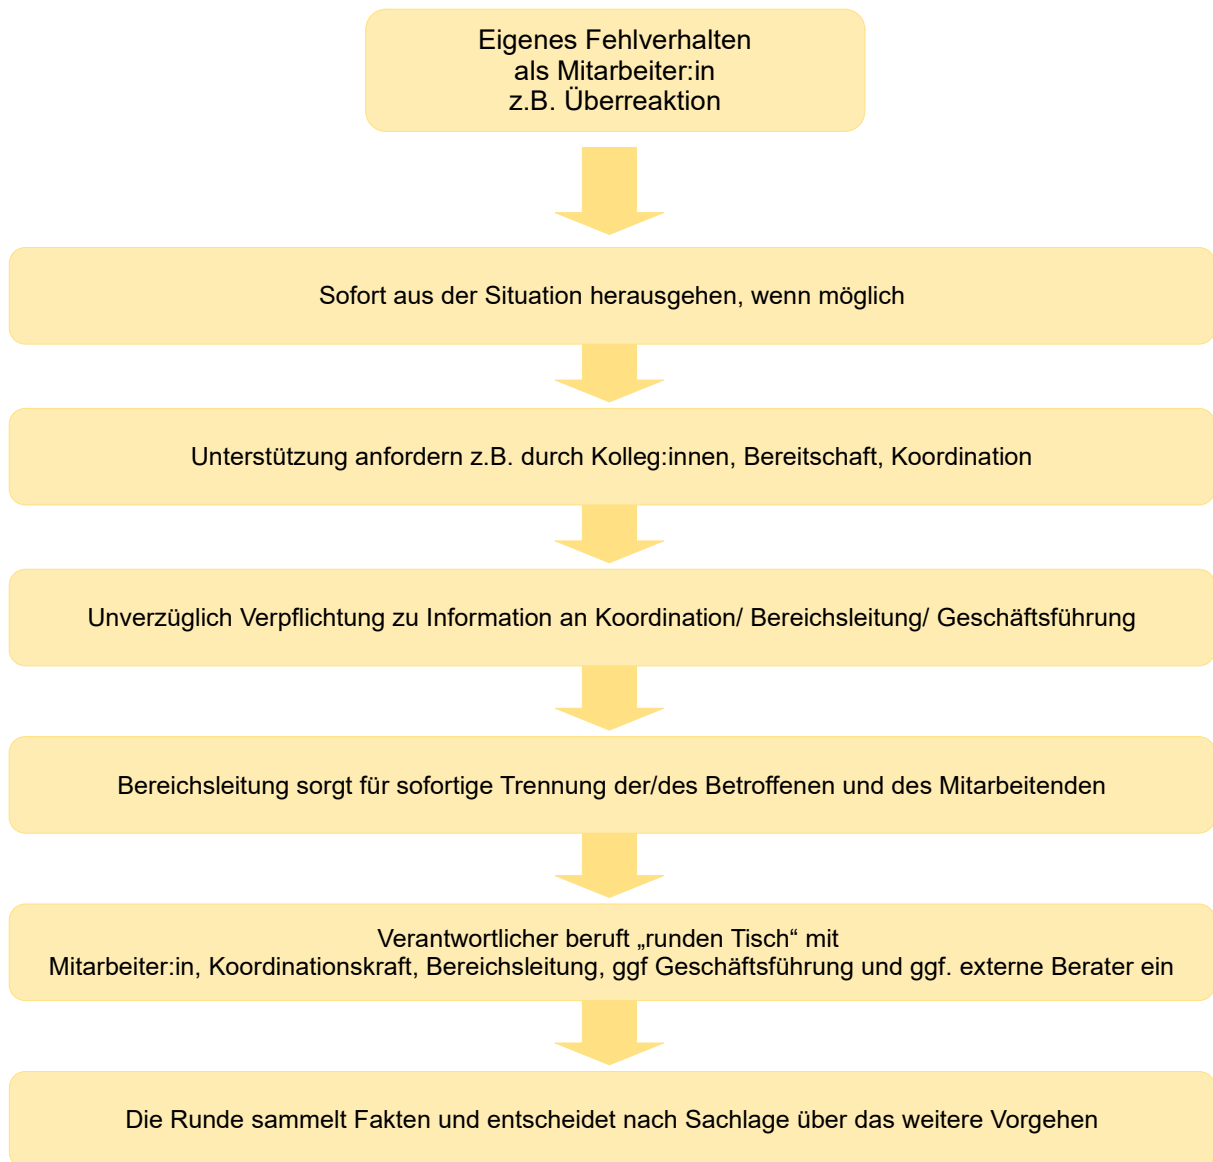 Eigenes Fehlverhalten
als Mitarbeiter:in
z.B. Überreaktion
Sofort aus der Situation herausgehen, wenn möglich
Unterstützung anfordern z.B. durch Kolleg:innen, Bereitschaft, Koordination
Unverzüglich Verpflichtung zu Information an Koordination/ Bereichsleitung/ Geschäftsführung
Bereichsleitung sorgt für sofortige Trennung der/des Betroffenen und des Mitarbeitenden
Verantwortlicher beruft „runden Tisch“ mit
Mitarbeiter:in, Koordinationskraft, Bereichsleitung, ggf Geschäftsführung und ggf. externe Berater ein
Die Runde sammelt Fakten und entscheidet nach Sachlage über das weitere Vorgehen